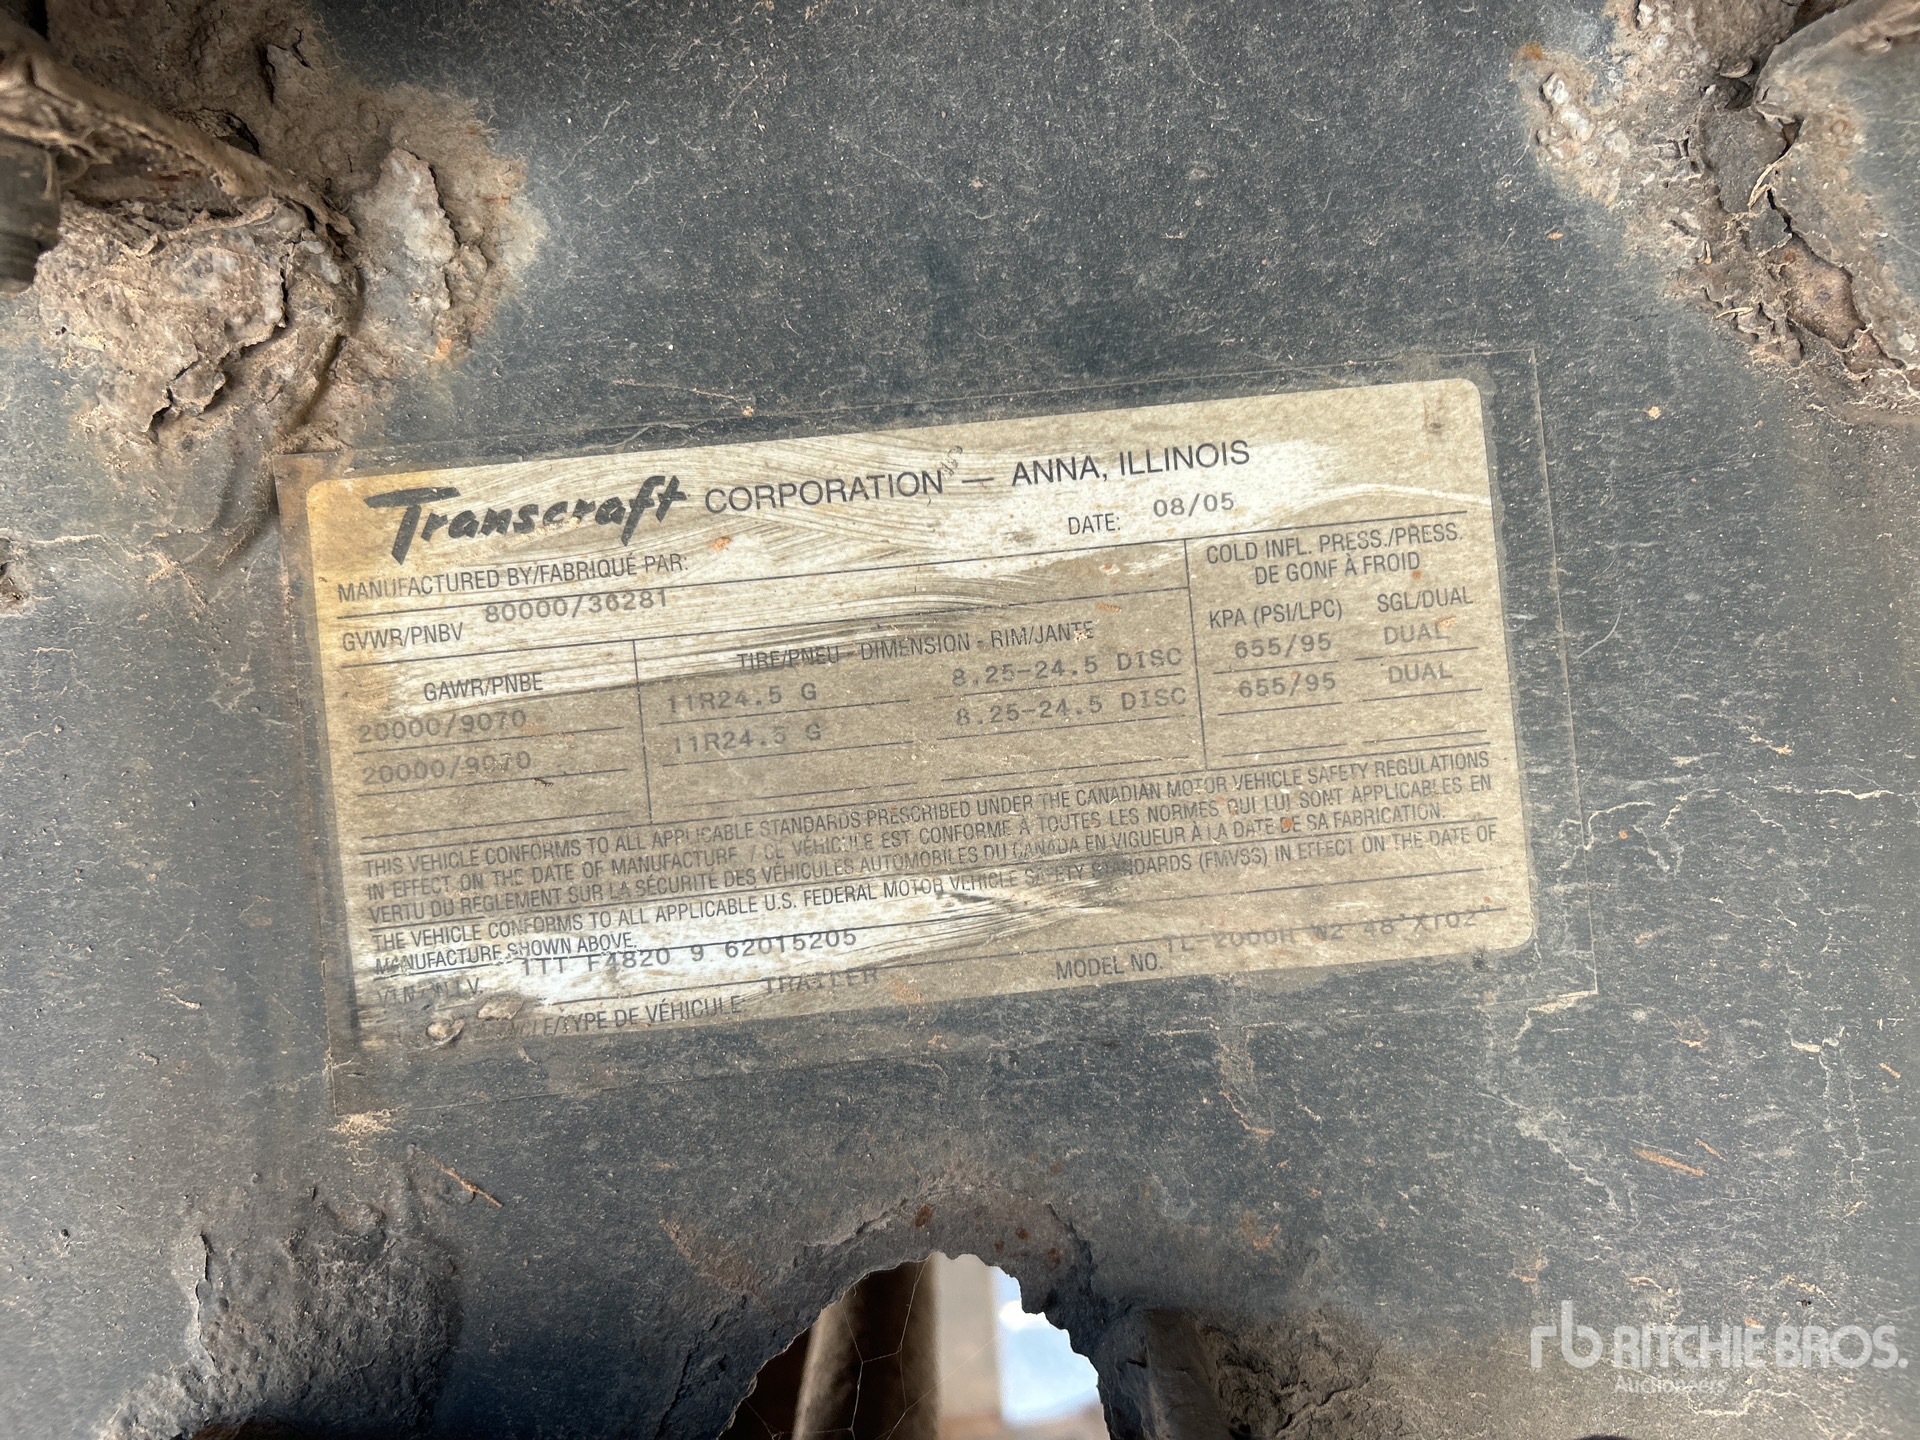 Transcraft CORPORATION — ANNA, ILLINOIS
MANUFACTURED BY/FABRIQUÉ PAR: DATE: 08/05
GVWR/PNBV 80000/36281
COLD INFL. PRESS./PRESS.
DE GONF À FROID
GAWR/PNBE TIRE/PNEU - DIMENSION - RIM/JANTE KPA (PSI/LPC) SGL/DUAL
20000/9070 11R24.5 G 8.25-24.5 DISC 655/95 DUAL
20000/9070 11R24.5 G 8.25-24.5 DISC 655/95 DUAL
THIS VEHICLE CONFORMS TO ALL APPLICABLE STANDARDS PRESCRIBED UNDER THE CANADIAN MOTOR VEHICLE SAFETY REGULATIONS
IN EFFECT ON THE DATE OF MANUFACTURE / CE VÉHICULE EST CONFORME À TOUTES LES NORMES QUI LUI SONT APPLICABLES EN
VERTU DU RÈGLEMENT SUR LA SÉCURITÉ DES VÉHICULES AUTOMOBILES DU CANADA EN VIGUEUR À LA DATE DE SA FABRICATION.
THE VEHICLE CONFORMS TO ALL APPLICABLE U.S. FEDERAL MOTOR VEHICLE SAFETY STANDARDS (FMVSS) IN EFFECT ON THE DATE OF
MANUFACTURE SHOWN ABOVE.
1TT F4820 9 62015205
/TYPE DE VÉHICULE: TRAILER MODEL NO. TL-2000H W2 48'X102"
rb RITCHIE BROS.
Auctioneers